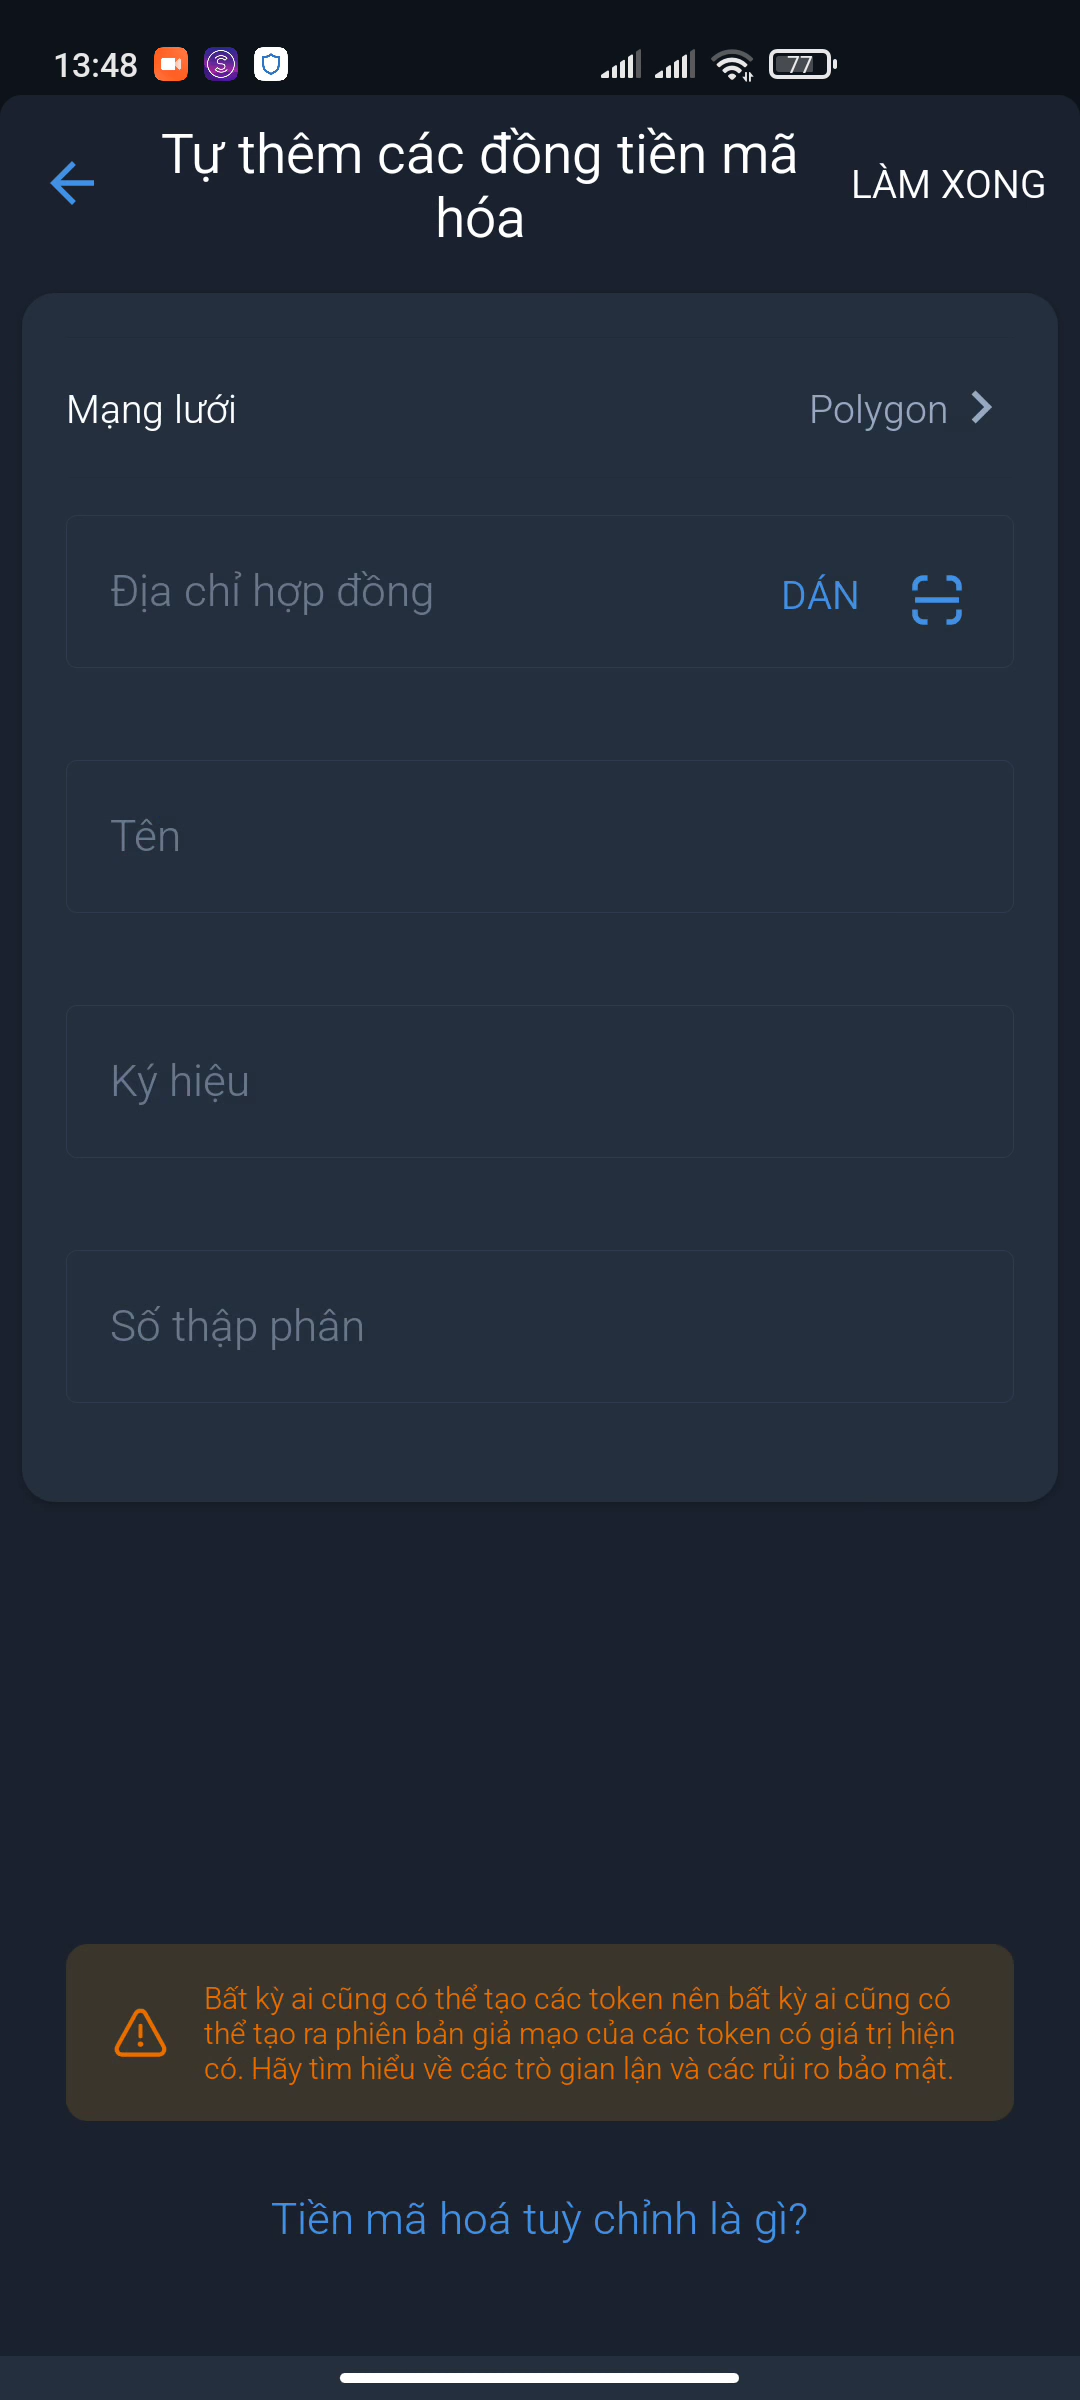 13:48
77
Tự thêm các đồng tiền mã
hóa
LÀM XONG
Mạng lưới
Polygon
Địa chỉ hợp đồng
DÁN
Tên
Ký hiệu
Số thập phân
Bất kỳ ai cũng có thể tạo các token nên bất kỳ ai cũng có
thể tạo ra phiên bản giả mạo của các token có giá trị hiện
có. Hãy tìm hiểu về các trò gian lận và các rủi ro bảo mật.
Tiền mã hoá tuỳ chỉnh là gì?